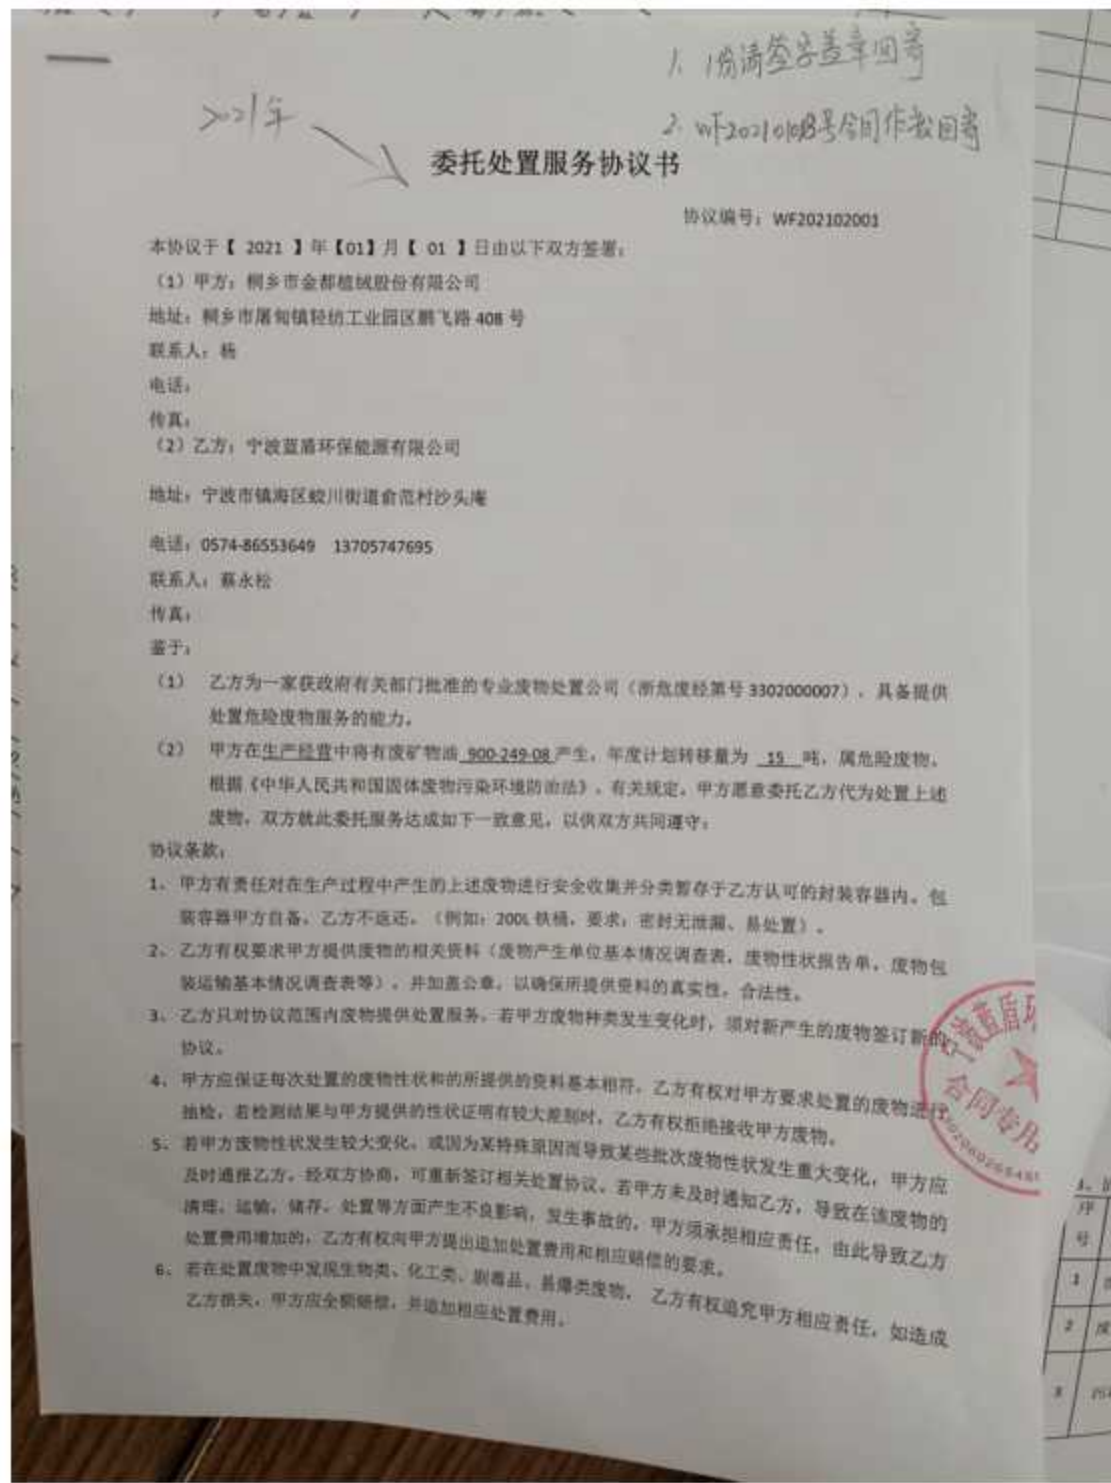 1. 1份请签字盖章回寄
2021年
2. WF202101013号合同作废回寄
委托处置服务协议书
协议编号：WF202102001
本协议于【 2021 】年【01】月【 01 】日由以下双方签署：
（1）甲方：桐乡市金都植绒股份有限公司
地址：桐乡市屠甸镇轻纺工业园区鹏飞路 408 号
联系人：杨
电话：
传真：
（2）乙方：宁波蓝盾环保能源有限公司
地址：宁波市镇海区蛟川街道俞范村沙头庵
电话：0574-86553649 13705747695
联系人：蔡永松
传真：
鉴于：
（1） 乙方为一家获政府有关部门批准的专业废物处置公司（浙危废经第号 3302000007），具备提供
处置危险废物服务的能力。
（2） 甲方在生产经营中将有废矿物油 900-249-08 产生，年度计划转移量为 15 吨，属危险废物。
根据《中华人民共和国固体废物污染环境防治法》，有关规定，甲方愿意委托乙方代为处置上述
废物，双方就此委托服务达成如下一致意见，以供双方共同遵守：
协议条款：
1、 甲方有责任对在生产过程中产生的上述废物进行安全收集并分类暂存于乙方认可的封装容器内。包
装容器甲方自备，乙方不返还。（例如：200L 铁桶，要求：密封无泄漏、易处置）。
2、 乙方有权要求甲方提供废物的相关资料（废物产生单位基本情况调查表，废物性状报告单，废物包
装运输基本情况调查表等），并加盖公章，以确保所提供资料的真实性，合法性。
3、 乙方只对协议范围内废物提供处置服务，若甲方废物种类发生变化时，须对新产生的废物签订新的
协议。
4、 甲方应保证每次处置的废物性状和的所提供的资料基本相符，乙方有权对甲方要求处置的废物进行
抽检，若检测结果与甲方提供的性状证明有较大差别时，乙方有权拒绝接收甲方废物。
5、 若甲方废物性状发生较大变化，或因为某特殊原因而导致某些批次废物性状发生重大变化，甲方应
及时通报乙方。经双方协商，可重新签订相关处置协议。若甲方未及时通知乙方，导致在该废物的
清理，运输，储存，处置等方面产生不良影响，发生事故的，甲方须承担相应责任，由此导致乙方
处置费用增加的，乙方有权向甲方提出追加处置费用和相应赔偿的要求。
6、 若在处置废物中发现生物类、化工类、剧毒品、易爆类废物， 乙方有权追究甲方相应责任，如造成
乙方损失，甲方应全额赔偿，并追加相应处置费用。
宁波蓝盾环
合同专用
序
号
1
2
3